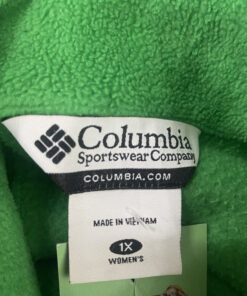 Columbia
Sportswear Company
COLUMBIA.COM
MADE IN VIETNAM
1X
WOMEN'S